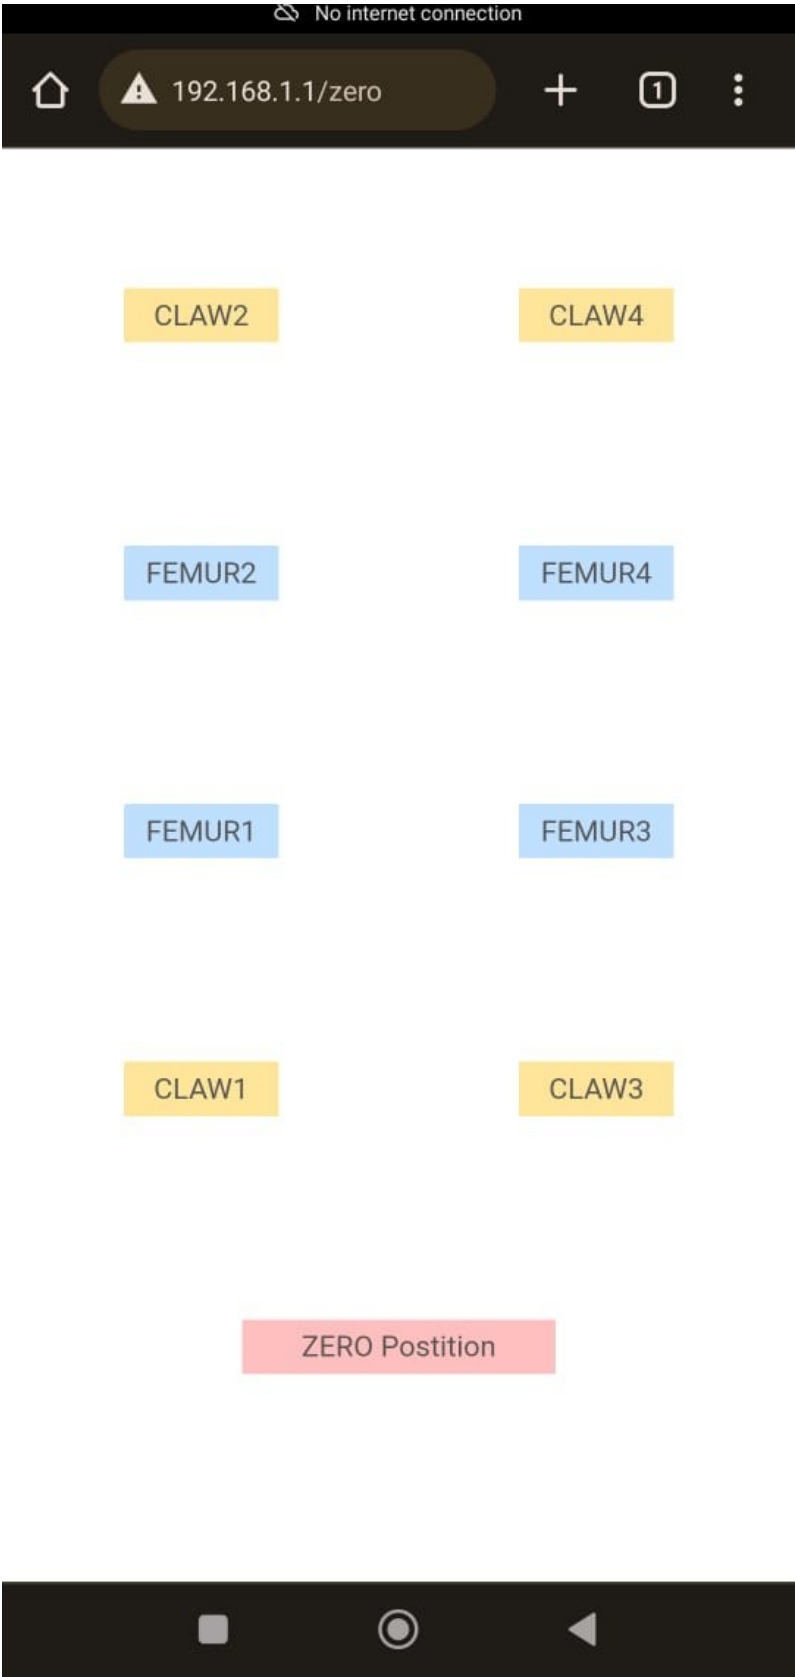 No internet connection
192.168.1.1/zero
1
CLAW2 CLAW4
FEMUR2 FEMUR4
FEMUR1 FEMUR3
CLAW1 CLAW3
ZERO Postition